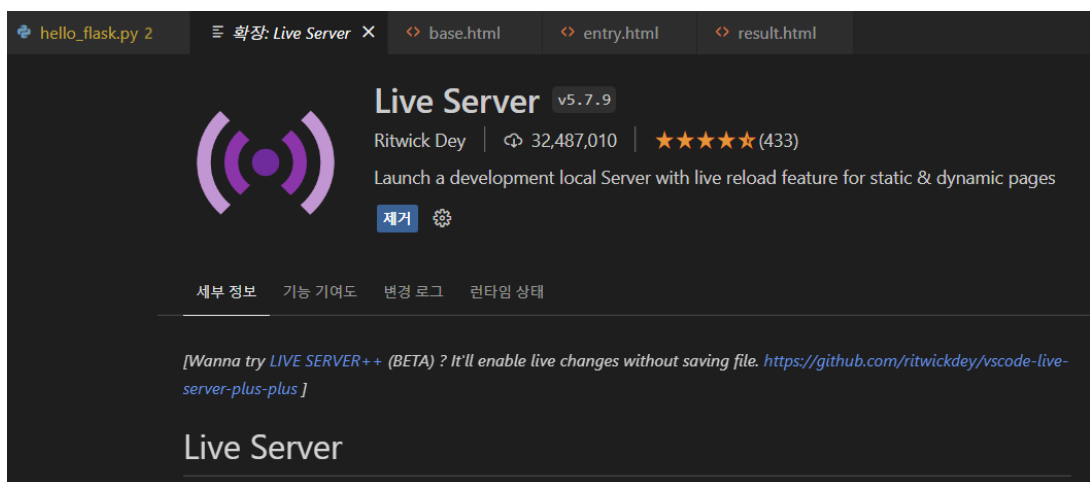 hello_flask.py 2 확장: Live Server base.html entry.html result.html
Live Server v5.7.9
Ritwick Dey 32,487,010 (433)
Launch a development local Server with live reload feature for static & dynamic pages
제거
세부 정보 기능 기여도 변경 로그 런타임 상태
[Wanna try LIVE SERVER++ (BETA) ? It'll enable live changes without saving file. https://github.com/ritwickdey/vscode-live-
server-plus-plus ]
Live Server